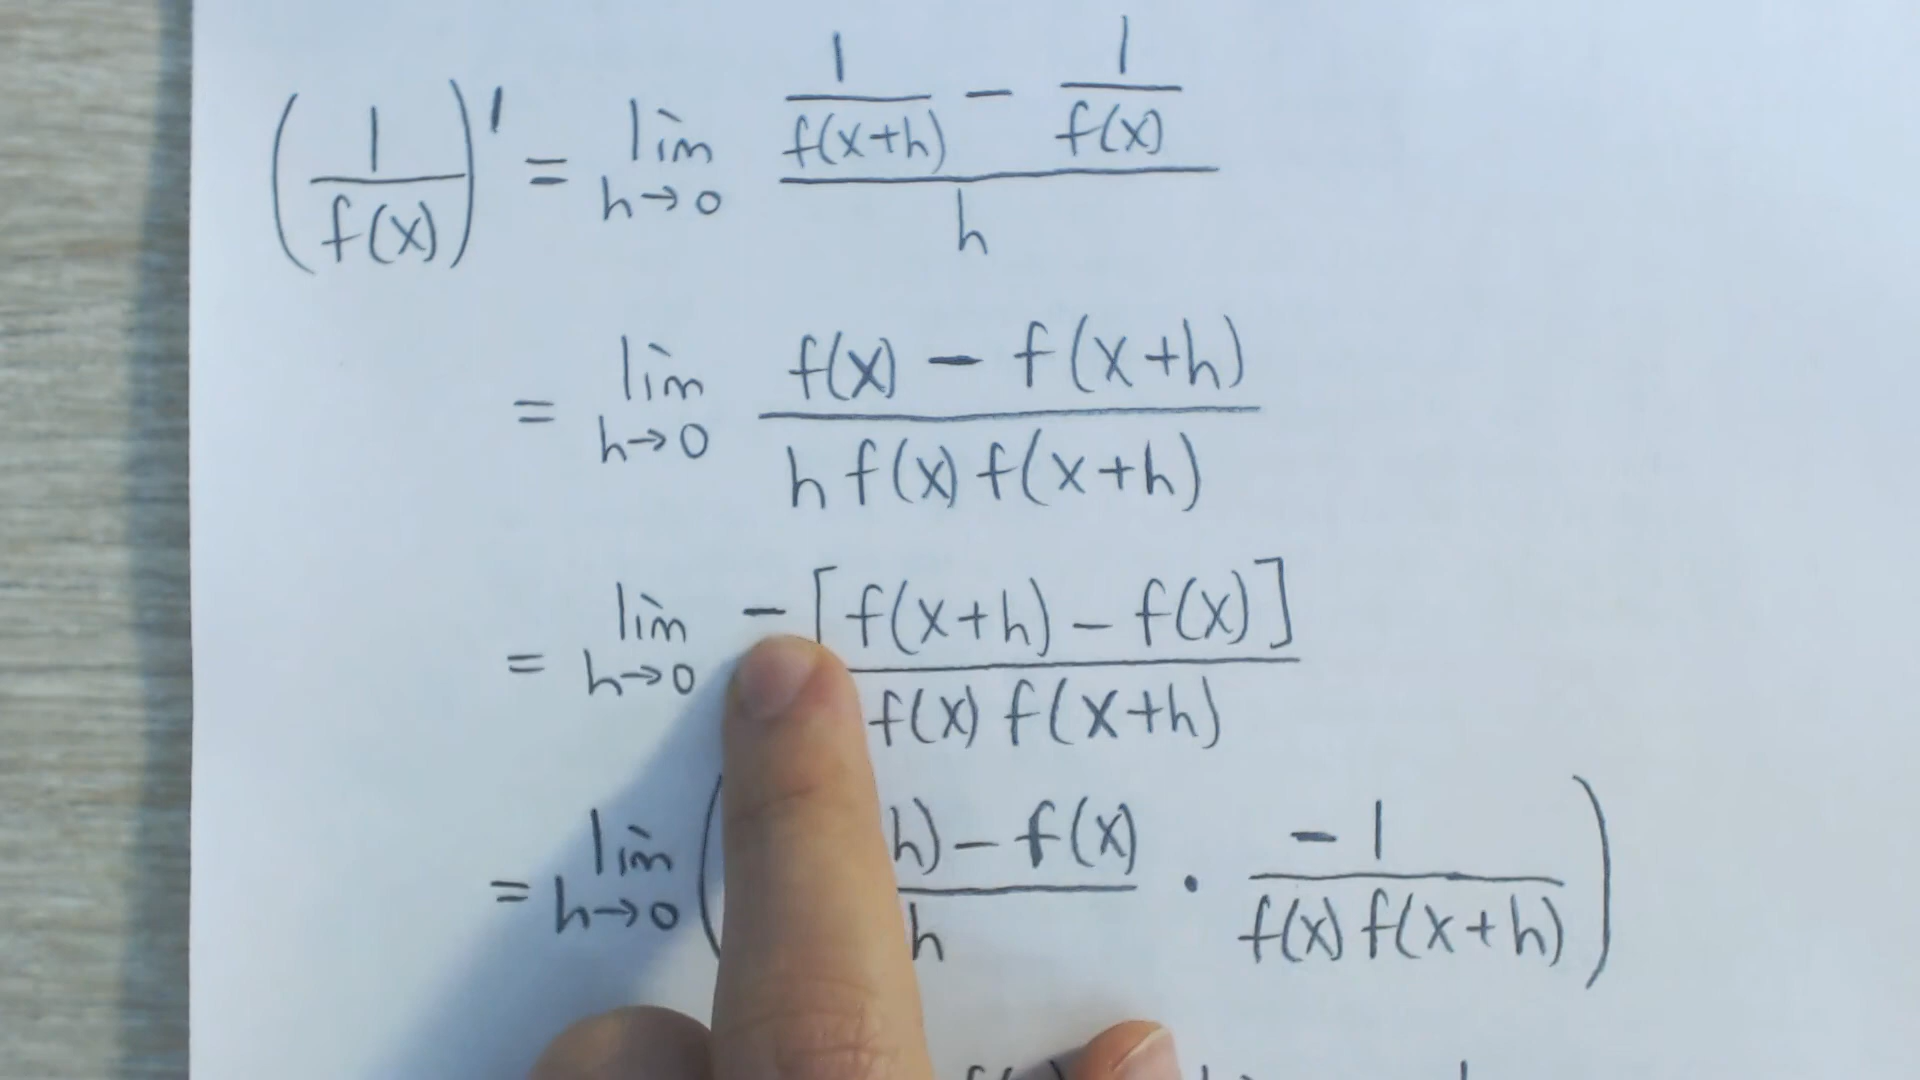 (1/f(x))' = lim h→0 (1/f(x+h) - 1/f(x))/h
= lim h→0 (f(x) - f(x+h))/(h f(x) f(x+h))
= lim h→0 -[f(x+h) - f(x)]/(f(x) f(x+h))
= lim h→0 ( h) - f(x)/h · -1/(f(x) f(x+h)) )